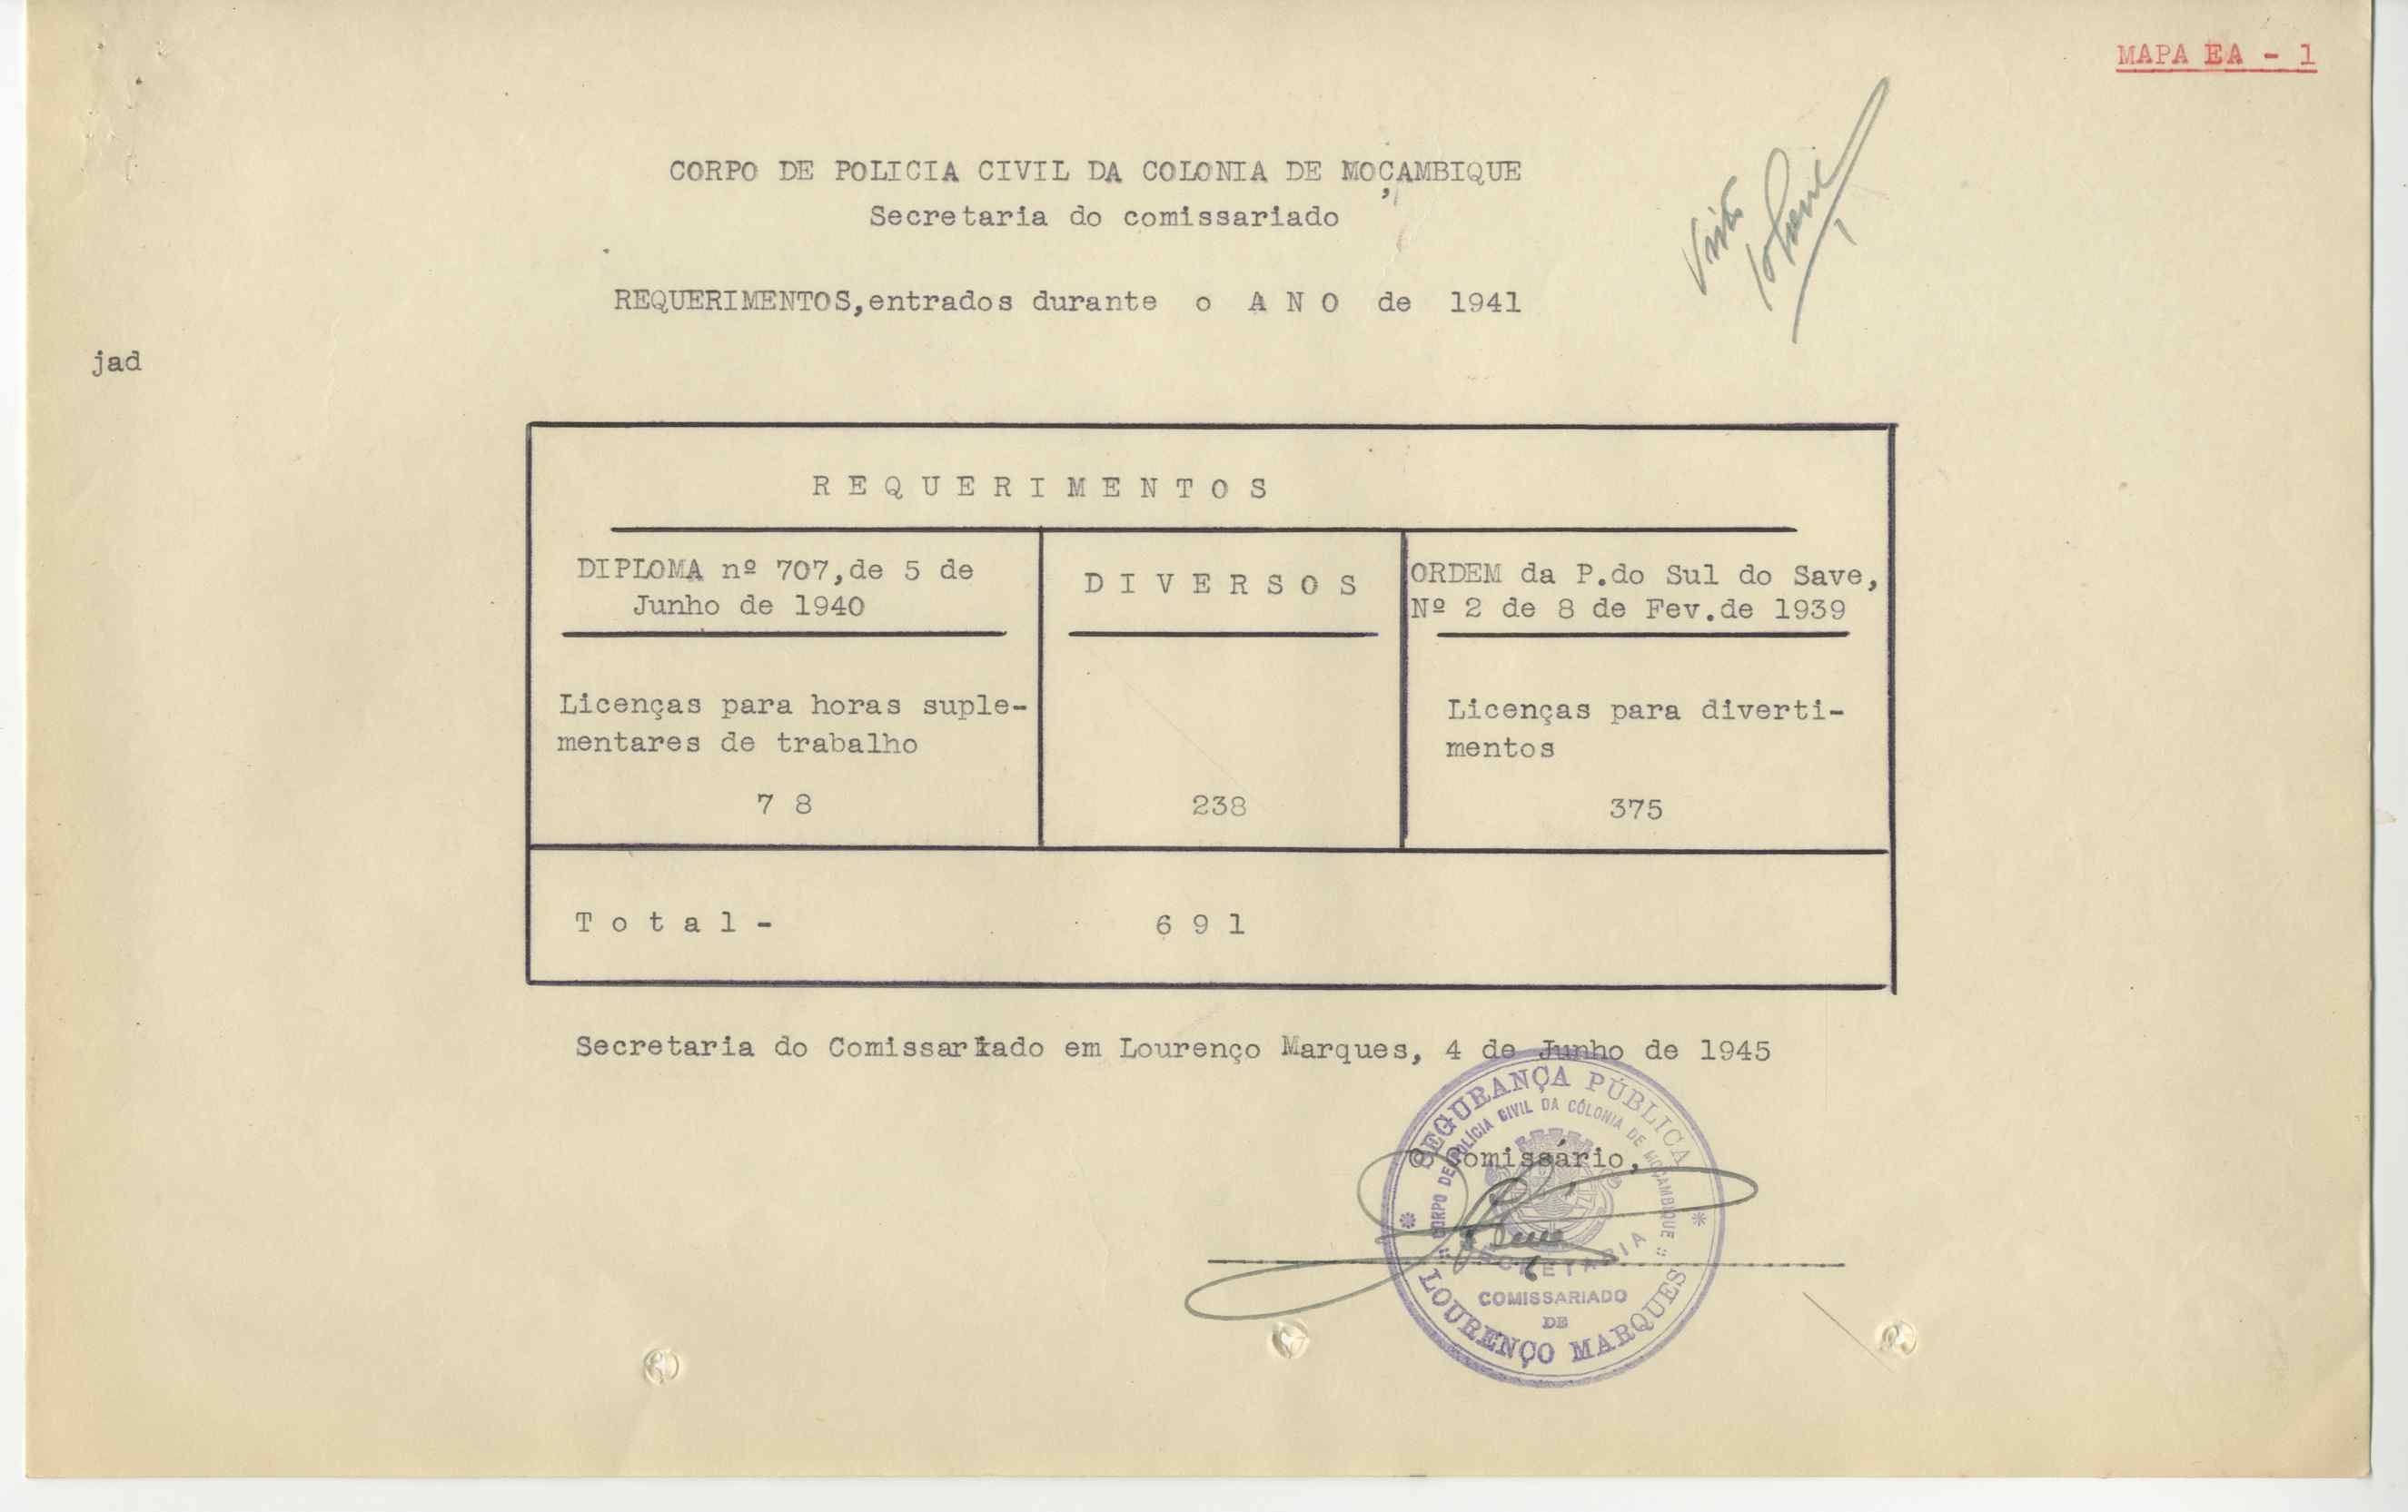 MAPA EA - 1
CORPO DE POLICIA CIVIL DA COLONIA DE MOÇAMBIQUE
Secretaria do comissariado
Visto
REQUERIMENTOS, entrados durante o A N O de 1941
jad
R E Q U E R I M E N T O S
DIPLOMA nº 707, de 5 de
Junho de 1940
Licenças para horas suple-
mentares de trabalho
7 8
D I V E R S O S
238
ORDEM da P.do Sul do Save,
Nº 2 de 8 de Fev.de 1939
Licenças para diverti-
mentos
375
T o t a l -
6 9 1
Secretaria do Comissariado em Lourenço Marques, 4 de Junho de 1945
O Comissário,
SEGURANÇA PÚBLICA
:: CORPO DE POLÍCIA CIVIL DA COLONIA DE MOÇAMBIQUE ::
SECRETARIA
COMISSARIADO
DE
LOURENÇO MARQUES